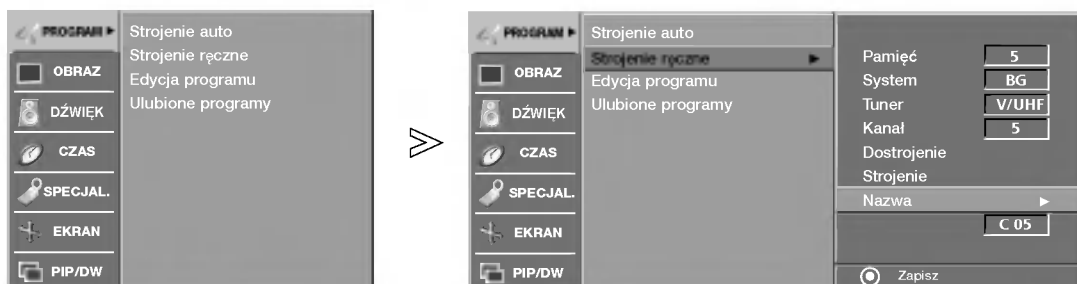 PROGRAM
OBRAZ
DŹWIĘK
CZAS
SPECJAL.
EKRAN
PIP/DW
Strojenie auto
Strojenie ręczne
Edycja programu
Ulubione programy
PROGRAM
OBRAZ
DŹWIĘK
CZAS
SPECJAL.
EKRAN
PIP/DW
Strojenie auto
Strojenie ręczne
Edycja programu
Ulubione programy
Pamięć 5
System BG
Tuner V/UHF
Kanał 5
Dostrojenie
Strojenie
Nazwa
C 05
Zapisz